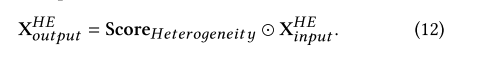 X^{HE}_{output} = Score_{Heterogeneity} ⊙ X^{HE}_{input}. (12)